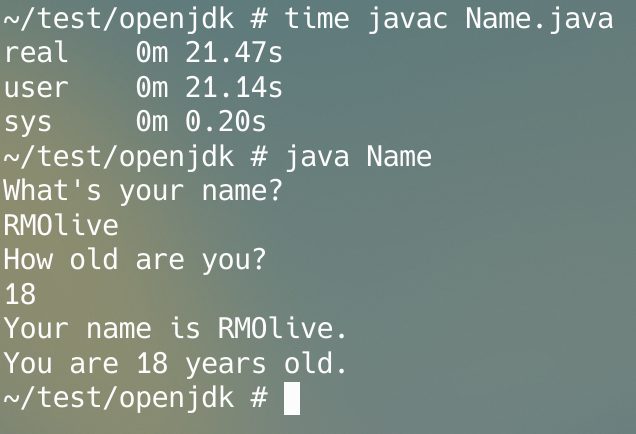 ~/test/openjdk # time javac Name.java
real    0m 21.47s
user    0m 21.14s
sys     0m 0.20s
~/test/openjdk # java Name
What's your name?
RMOlive
How old are you?
18
Your name is RMOlive.
You are 18 years old.
~/test/openjdk #